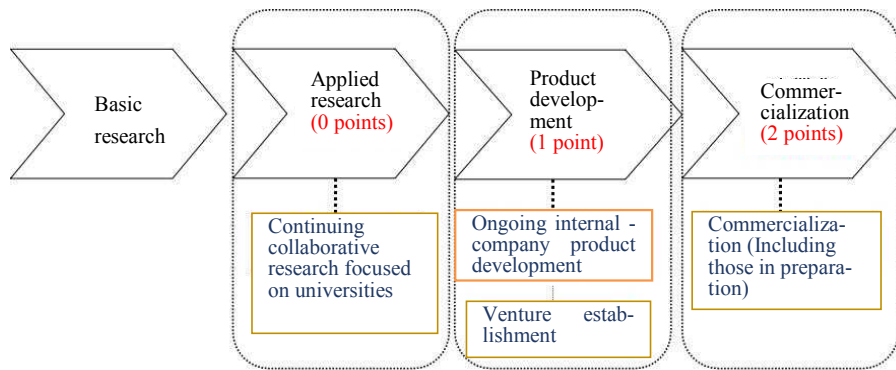 Basic
research
Applied
research
(0 points)
Product
develop-
ment
(1 point)
Commer-
cialization
(2 points)
Continuing
collaborative
research focused
on universities
Ongoing internal -
company product
development
Venture estab-
lishment
Commercializa-
tion (Including
those in prepara-
tion)